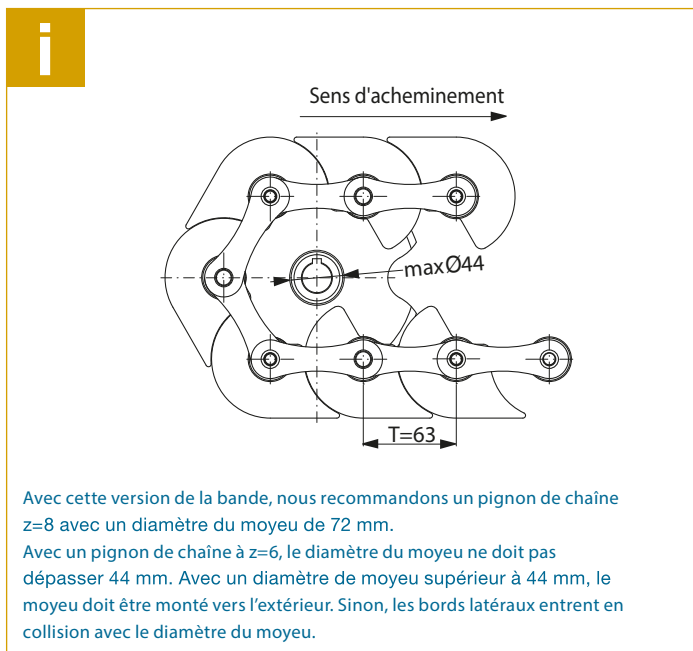 i
Sens d'acheminement
maxØ44
T=63
Avec cette version de la bande, nous recommandons un pignon de chaîne
z=8 avec un diamètre du moyeu de 72 mm.
Avec un pignon de chaîne à z=6, le diamètre du moyeu ne doit pas
dépasser 44 mm. Avec un diamètre de moyeu supérieur à 44 mm, le
moyeu doit être monté vers l’extérieur. Sinon, les bords latéraux entrent en
collision avec le diamètre du moyeu.